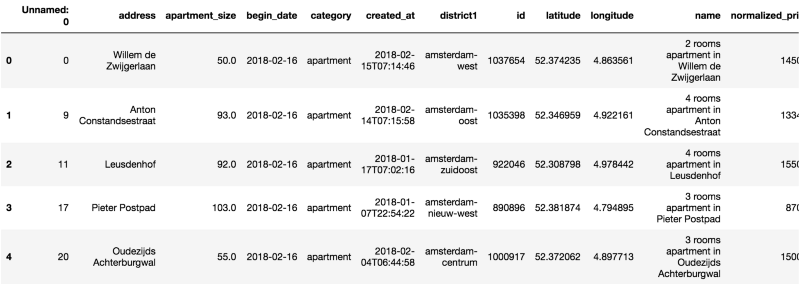 Unnamed: 0 address apartment_size begin_date category created_at district1 id latitude longitude name normalized_pri
0 0 Willem de Zwijgerlaan 50.0 2018-02-16 apartment 2018-02-15T07:14:46 amsterdam-west 1037654 52.374235 4.863561 2 rooms apartment in Willem de Zwijgerlaan 1450
1 9 Anton Constandsestraat 93.0 2018-02-16 apartment 2018-02-14T07:15:58 amsterdam-oost 1035398 52.346959 4.922161 4 rooms apartment in Anton Constandsestraat 1334
2 11 Leusdenhof 92.0 2018-02-16 apartment 2018-01-17T07:02:16 amsterdam-zuidoost 922046 52.308798 4.978442 4 rooms apartment in Leusdenhof 1550
3 17 Pieter Postpad 103.0 2018-02-16 apartment 2018-01-07T22:54:22 amsterdam-nieuw-west 890896 52.381874 4.794895 3 rooms apartment in Pieter Postpad 870
4 20 Oudezijds Achterburgwal 55.0 2018-02-16 apartment 2018-02-04T06:44:58 amsterdam-centrum 1000917 52.372062 4.897713 3 rooms apartment in Oudezijds Achterburgwal 1500